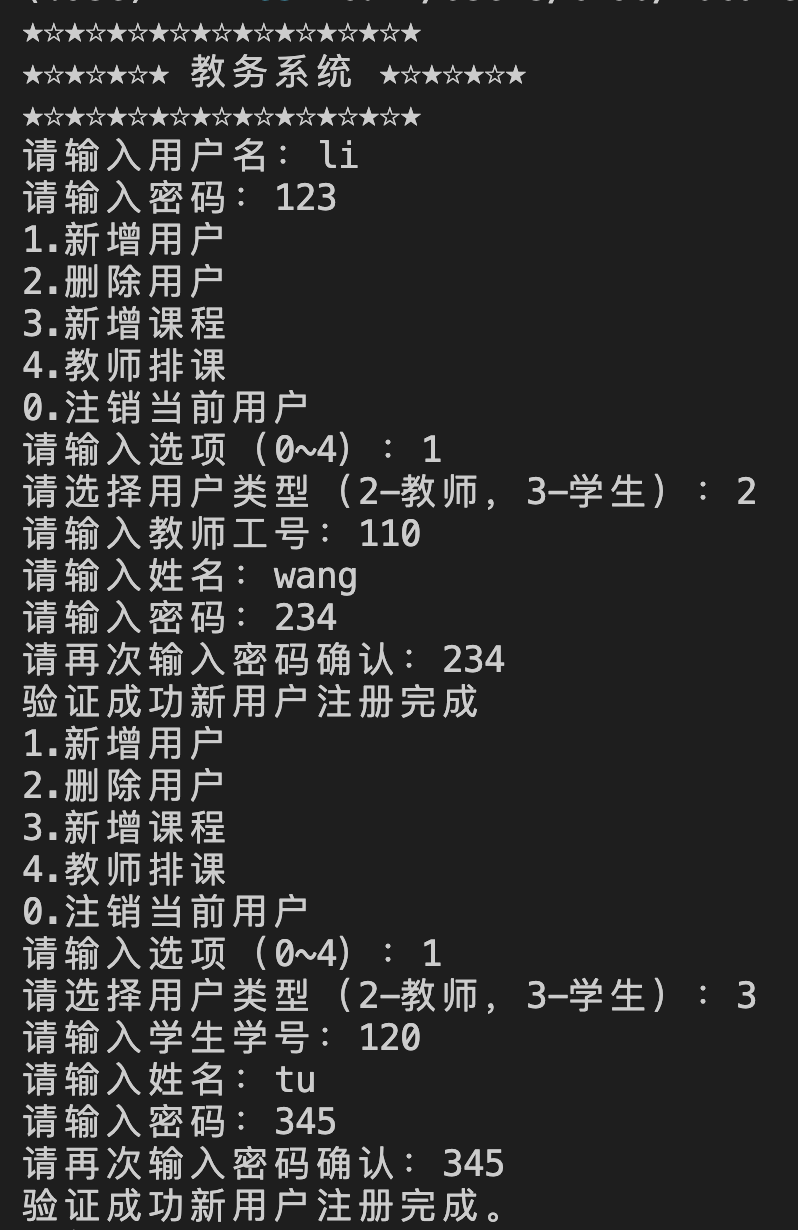 ★☆★☆★☆★☆★☆★☆★☆★☆★☆★
★☆★☆★☆★ 教务系统 ★☆★☆★☆★
★☆★☆★☆★☆★☆★☆★☆★☆★☆★
请输入用户名：li
请输入密码：123
1.新增用户
2.删除用户
3.新增课程
4.教师排课
0.注销当前用户
请输入选项（0~4）：1
请选择用户类型（2-教师，3-学生）：2
请输入教师工号：110
请输入姓名：wang
请输入密码：234
请再次输入密码确认：234
验证成功新用户注册完成
1.新增用户
2.删除用户
3.新增课程
4.教师排课
0.注销当前用户
请输入选项（0~4）：1
请选择用户类型（2-教师，3-学生）：3
请输入学生学号：120
请输入姓名：tu
请输入密码：345
请再次输入密码确认：345
验证成功新用户注册完成。